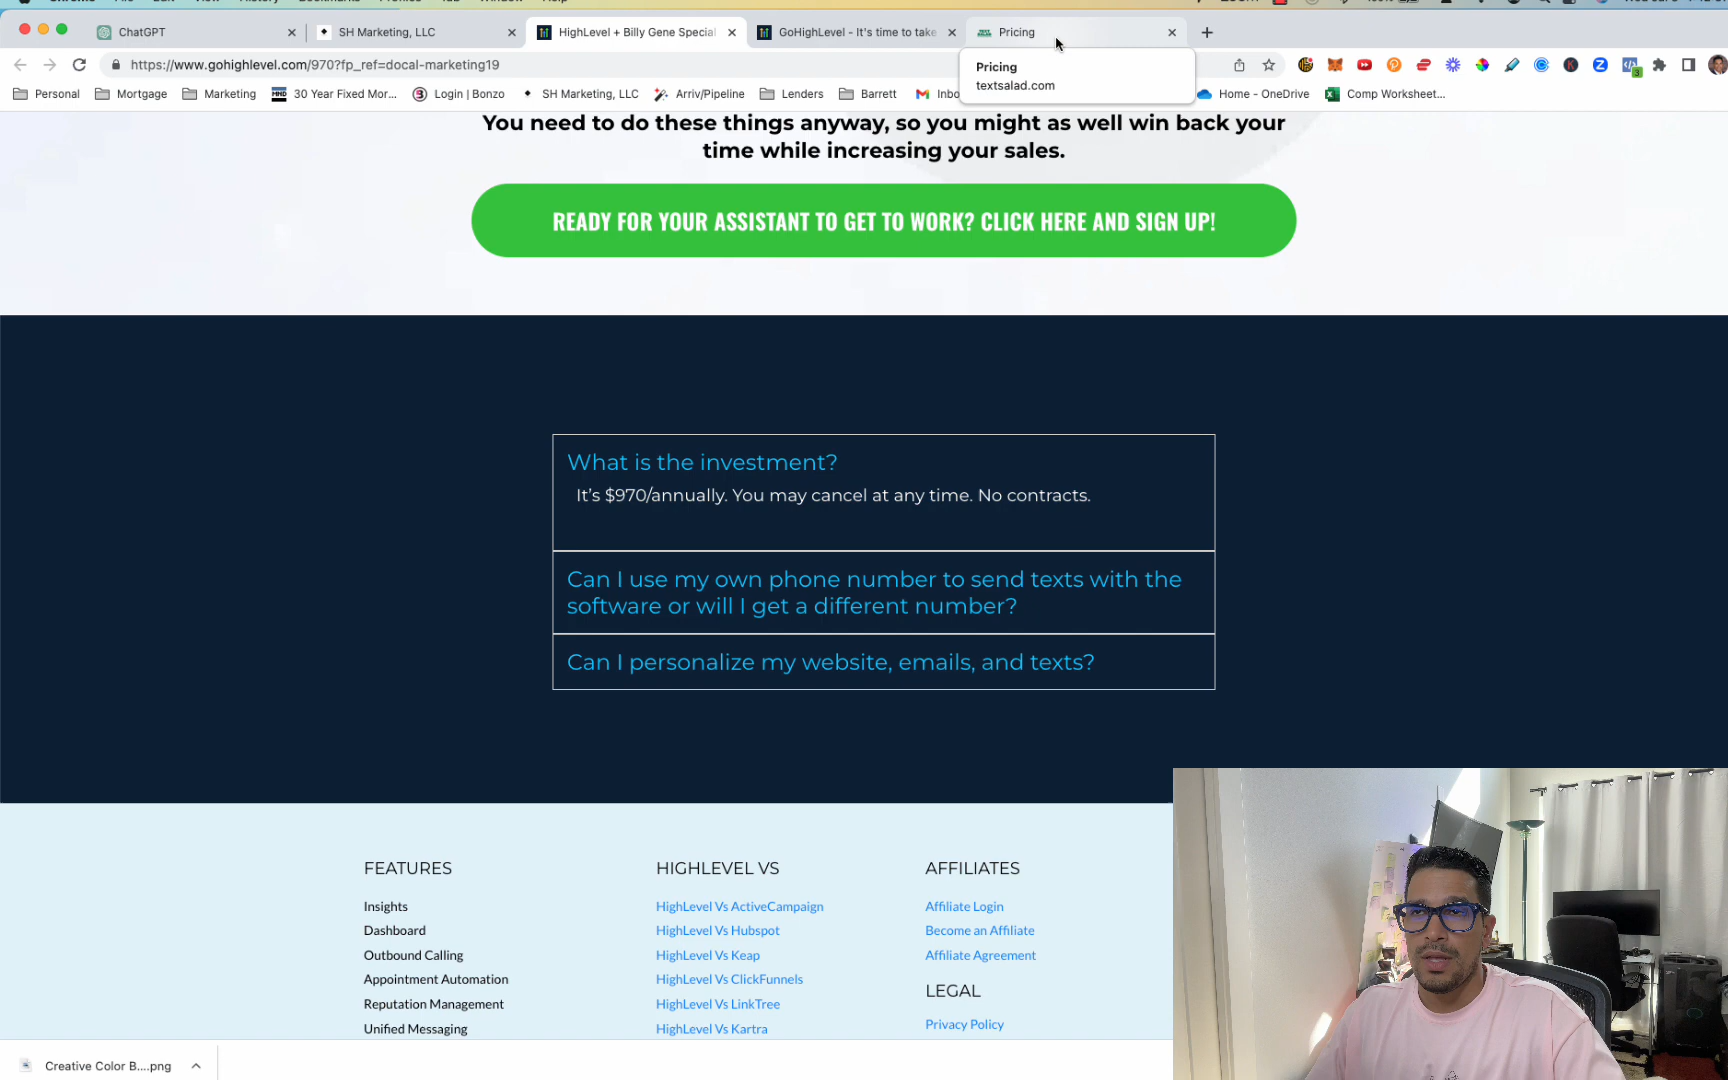 ChatGPT
SH Marketing, LLC
HighLevel + Billy Gene Special
GoHighLevel - It's time to take
Pricing
https://www.gohighlevel.com/970?fp_ref=docal-marketing19
Pricing
textsalad.com
Personal
Mortgage
Marketing
30 Year Fixed Mor...
Login | Bonzo
SH Marketing, LLC
Arriv/Pipeline
Lenders
Barrett
Inbo
Home - OneDrive
Comp Worksheet...
You need to do these things anyway, so you might as well win back your
time while increasing your sales.
READY FOR YOUR ASSISTANT TO GET TO WORK? CLICK HERE AND SIGN UP!
What is the investment?
It's $970/annually. You may cancel at any time. No contracts.
Can I use my own phone number to send texts with the
software or will I get a different number?
Can I personalize my website, emails, and texts?
FEATURES
Insights
Dashboard
Outbound Calling
Appointment Automation
Reputation Management
Unified Messaging
HIGHLEVEL VS
HighLevel Vs ActiveCampaign
HighLevel Vs Hubspot
HighLevel Vs Keap
HighLevel Vs ClickFunnels
HighLevel Vs LinkTree
HighLevel Vs Kartra
AFFILIATES
Affiliate Login
Become an Affiliate
Affiliate Agreement
LEGAL
Privacy Policy
Creative Color B....png